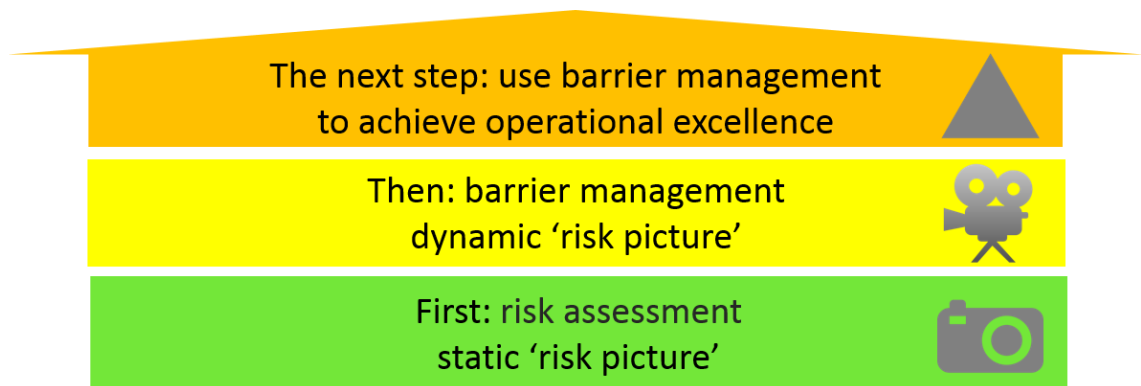 The next step: use barrier management
to achieve operational excellence
Then: barrier management
dynamic ‘risk picture’
First: risk assessment
static ‘risk picture’